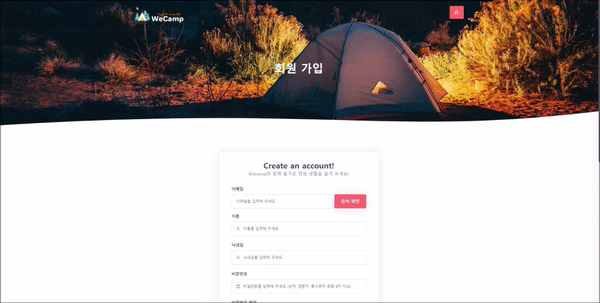 WeCamp
회원 가입
Create an account!
Wecamp와 함께 즐거운 캠핑 생활을 즐겨 보세요!
이메일
이메일을 입력해 주세요
중복 확인
이름
이름을 입력해 주세요
닉네임
닉네임을 입력해 주세요
비밀번호
비밀번호를 입력해 주세요 (숫자, 영문자, 특수문자 포함 8자 이상)